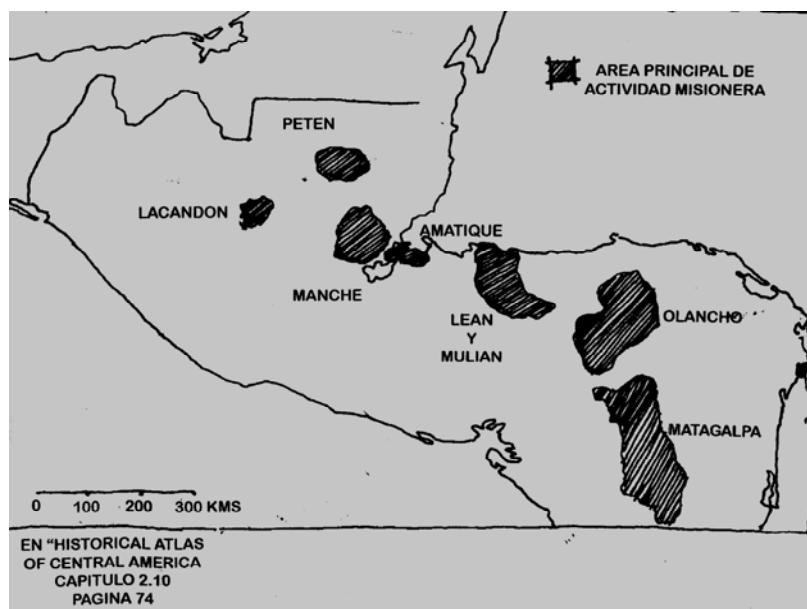 AREA PRINCIPAL DE
ACTIVIDAD MISIONERA
PETEN
LACANDON
AMATIQUE
MANCHE
LEAN
Y
MULIAN
OLANCHO
MATAGALPA
0 100 200 300 KMS
EN “HISTORICAL ATLAS
OF CENTRAL AMERICA
CAPITULO 2.10
PAGINA 74